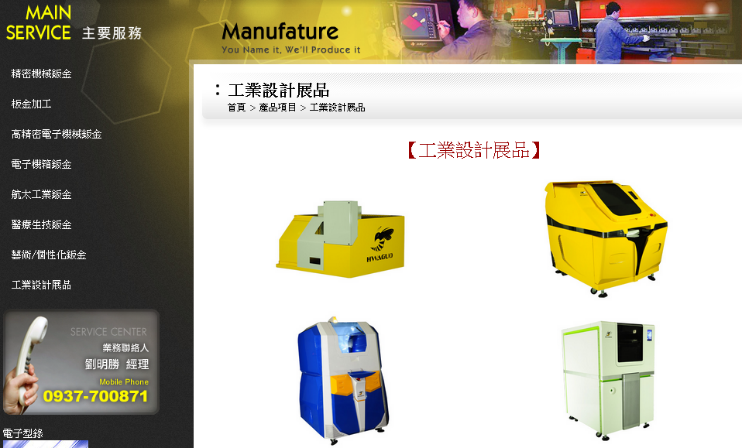 MAIN
SERVICE 主要服務
Manufature
You Name it, We'll Produce it
精密機械鈑金
板金加工
高精密電子機械鈑金
電子機箱鈑金
航太工業鈑金
醫療生技鈑金
藝術/個性化鈑金
工業設計展品
SERVICE CENTER
業務聯絡人
劉明勝 經理
Mobile Phone
0937-700871
電子型錄
：工業設計展品
首頁 > 產品項目 > 工業設計展品
【工業設計展品】
HWAGUO